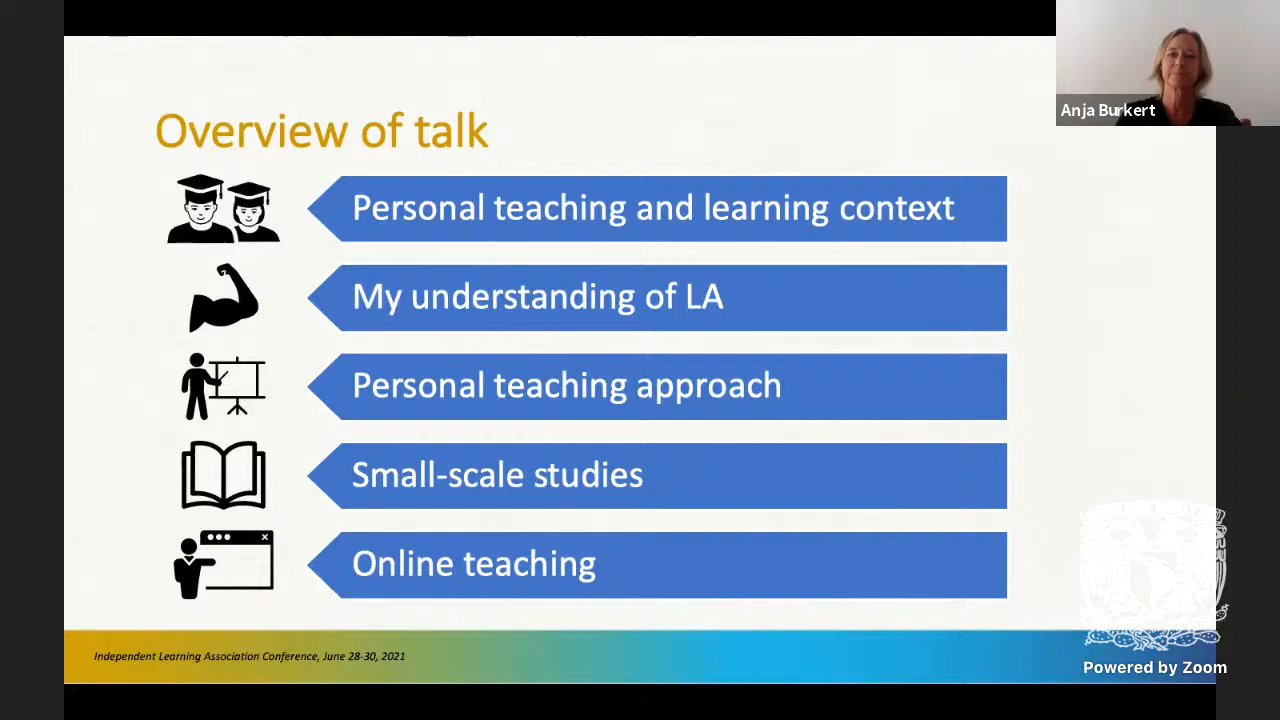 Anja Burkert
Overview of talk
Personal teaching and learning context
My understanding of LA
Personal teaching approach
Small-scale studies
Online teaching
Independent Learning Association Conference, June 28-30, 2021
Powered by Zoom